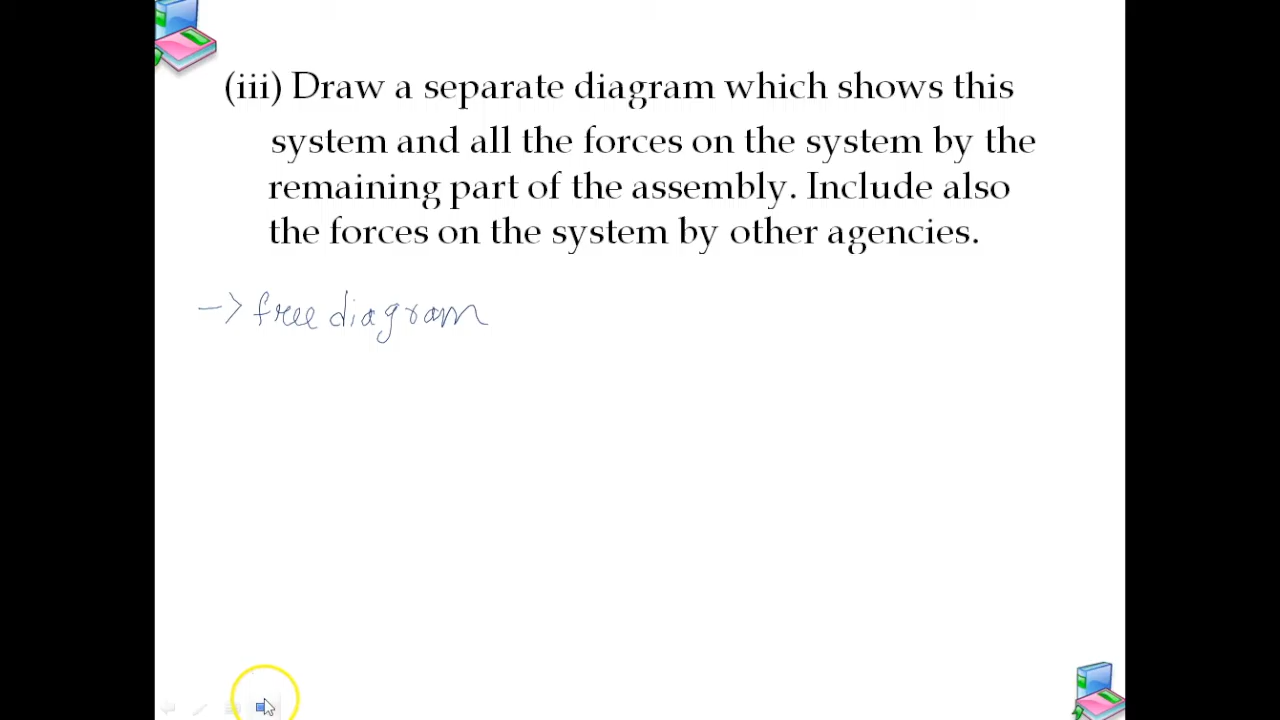 (iii) Draw a separate diagram which shows this
system and all the forces on the system by the
remaining part of the assembly. Include also
the forces on the system by other agencies.
-> free diagram